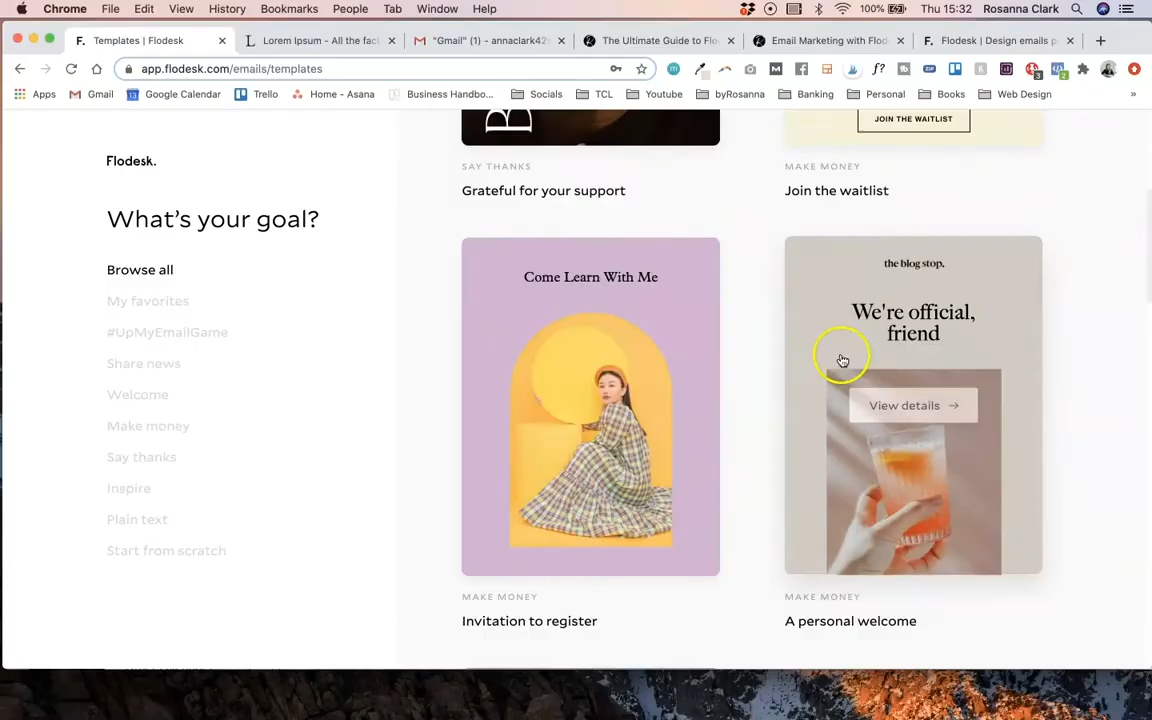 Chrome File Edit View History Bookmarks People Tab Window Help
100% Thu 15:32 Rosanna Clark
Templates | Flodesk
Lorem Ipsum - All the fact
"Gmail" (1) - annaclark42
The Ultimate Guide to Flo
Email Marketing with Flod
Flodesk | Design emails p
app.flodesk.com/emails/templates
Apps Gmail Google Calendar Trello Home - Asana Business Handbo... Socials TCL Youtube byRosanna Banking Personal Books Web Design »
Flodesk.
What's your goal?
Browse all
My favorites
#UpMyEmailGame
Share news
Welcome
Make money
Say thanks
Inspire
Plain text
Start from scratch
B
SAY THANKS
Grateful for your support
JOIN THE WAITLIST
MAKE MONEY
Join the waitlist
Come Learn With Me
MAKE MONEY
Invitation to register
the blog stop.
We're official,
friend
View details →
MAKE MONEY
A personal welcome